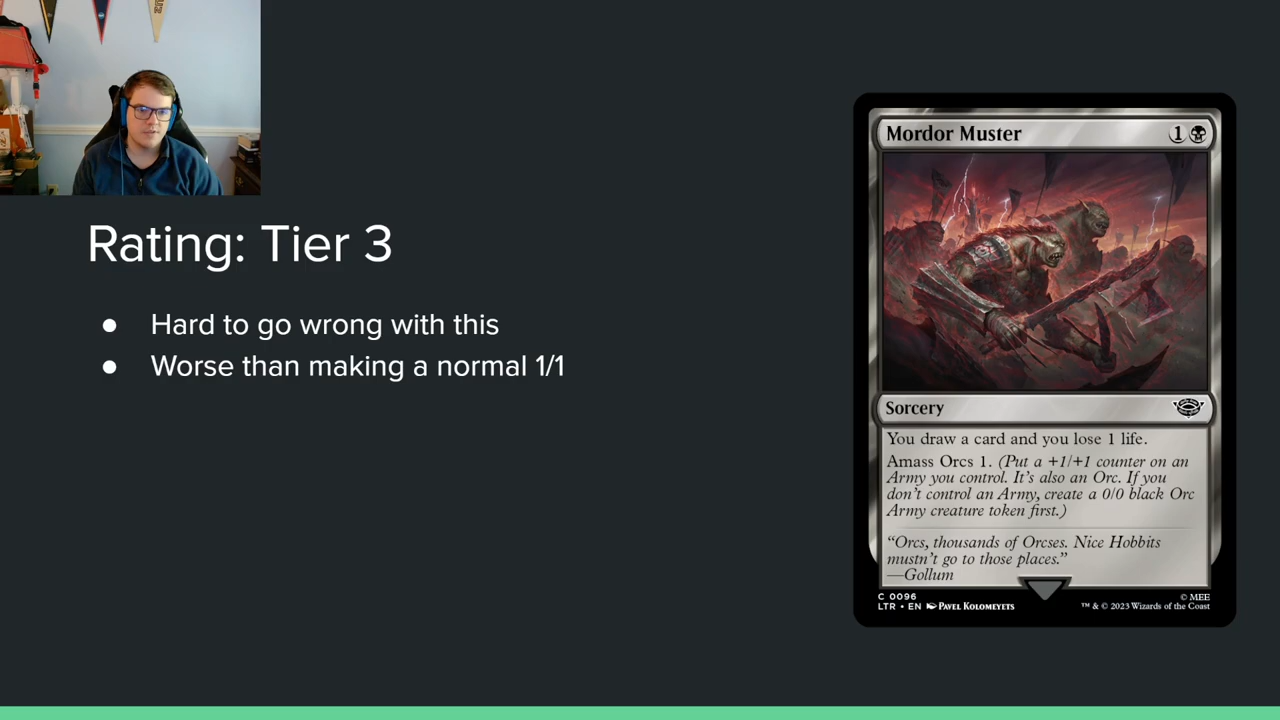 Rating: Tier 3
● Hard to go wrong with this
● Worse than making a normal 1/1
Mordor Muster 1
Sorcery
You draw a card and you lose 1 life.
Amass Orcs 1. (Put a +1/+1 counter on an
Army you control. It's also an Orc. If you
don't control an Army, create a 0/0 black Orc
Army creature token first.)
“Orcs, thousands of Orcses. Nice Hobbits
mustn't go to those places.”
—Gollum
C 0096
LTR • EN PAVEL KOLOMEYETS
© MEE
™ & © 2023 Wizards of the Coast